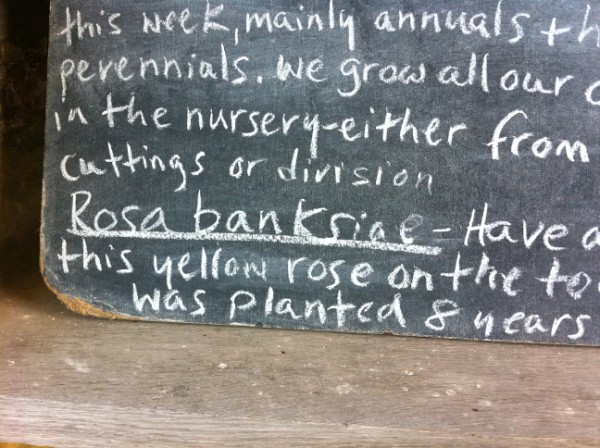 this week, mainly annuals + h
perennials. We grow all our c
in the nursery-either from
cuttings or division
Rosa banksiae - Have a
this yellow rose on the to
was planted 8 years